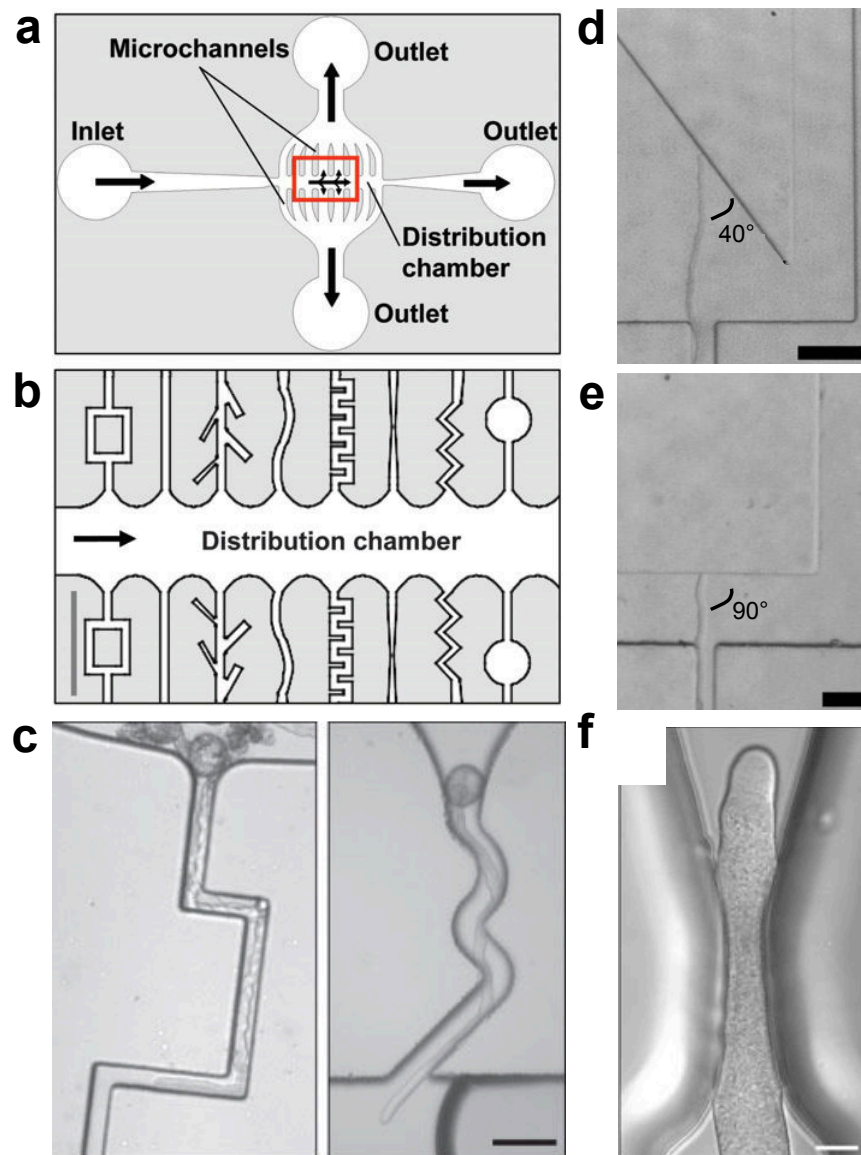 a
Microchannels
Outlet
Inlet
Outlet
Distribution
chamber
Outlet
b
Distribution chamber
c
d
40°
e
90°
f